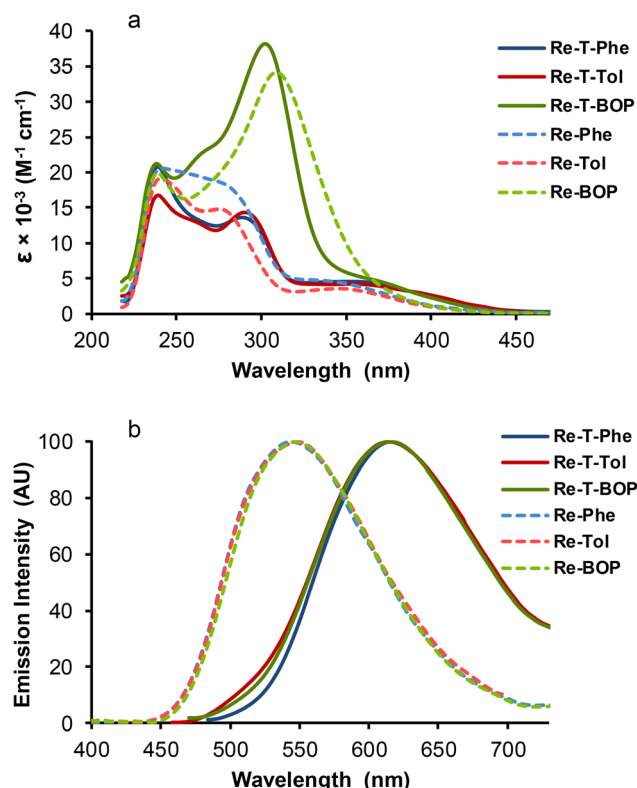 a
ε × 10⁻³ (M⁻¹ cm⁻¹)
40
35
30
25
20
15
10
5
0
200 250 300 350 400 450
Wavelength (nm)
Re-T-Phe
Re-T-Tol
Re-T-BOP
Re-Phe
Re-Tol
Re-BOP
b
Emission Intensity (AU)
100
80
60
40
20
0
400 450 500 550 600 650 700
Wavelength (nm)
Re-T-Phe
Re-T-Tol
Re-T-BOP
Re-Phe
Re-Tol
Re-BOP